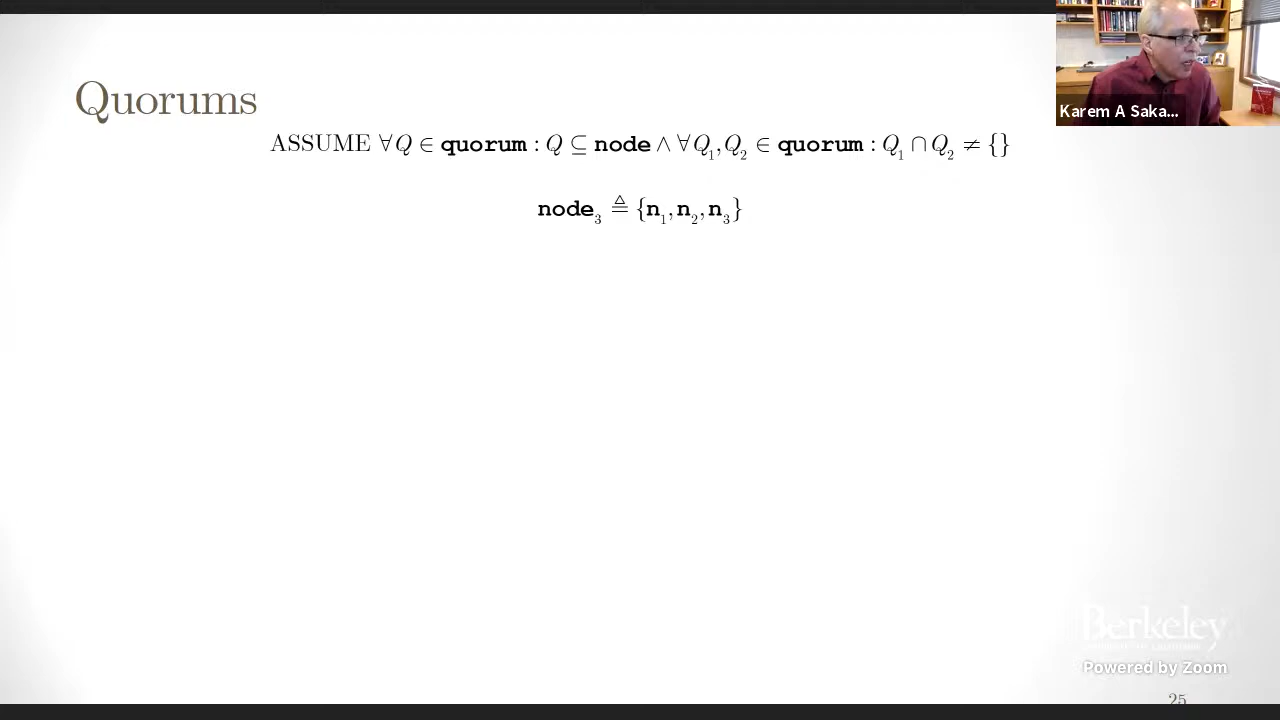 Karem A Saka...
Quorums
ASSUME ∀Q ∈ quorum : Q ⊆ node ∧ ∀Q₁, Q₂ ∈ quorum : Q₁ ∩ Q₂ ≠ {}
node₃ ≜ {n₁, n₂, n₃}
Berkeley
Powered by Zoom
25